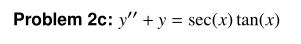 Problem 2c: y′′ + y = sec(x) tan(x)